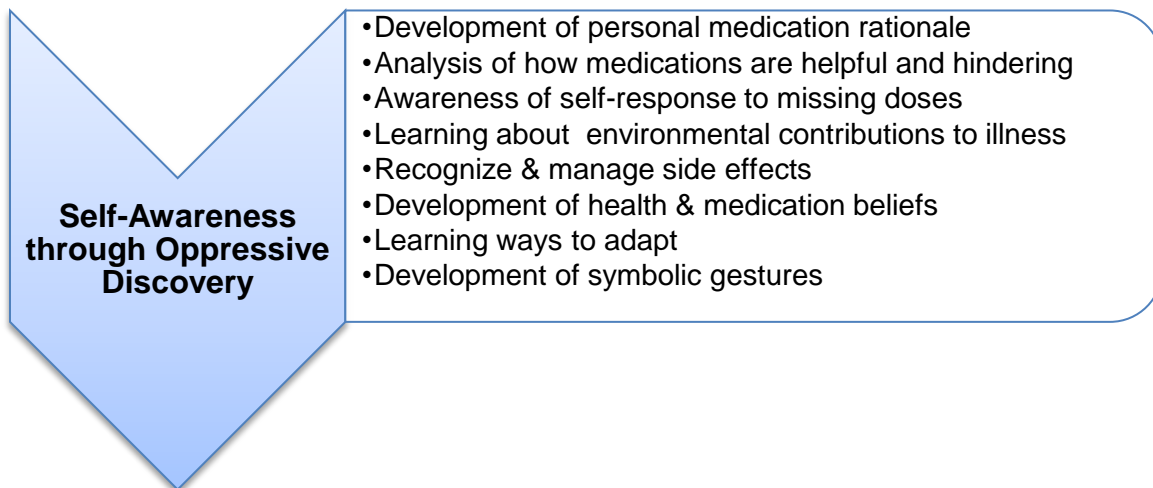 Self-Awareness
through Oppressive
Discovery
•Development of personal medication rationale
•Analysis of how medications are helpful and hindering
•Awareness of self-response to missing doses
•Learning about  environmental contributions to illness
•Recognize & manage side effects
•Development of health & medication beliefs
•Learning ways to adapt
•Development of symbolic gestures